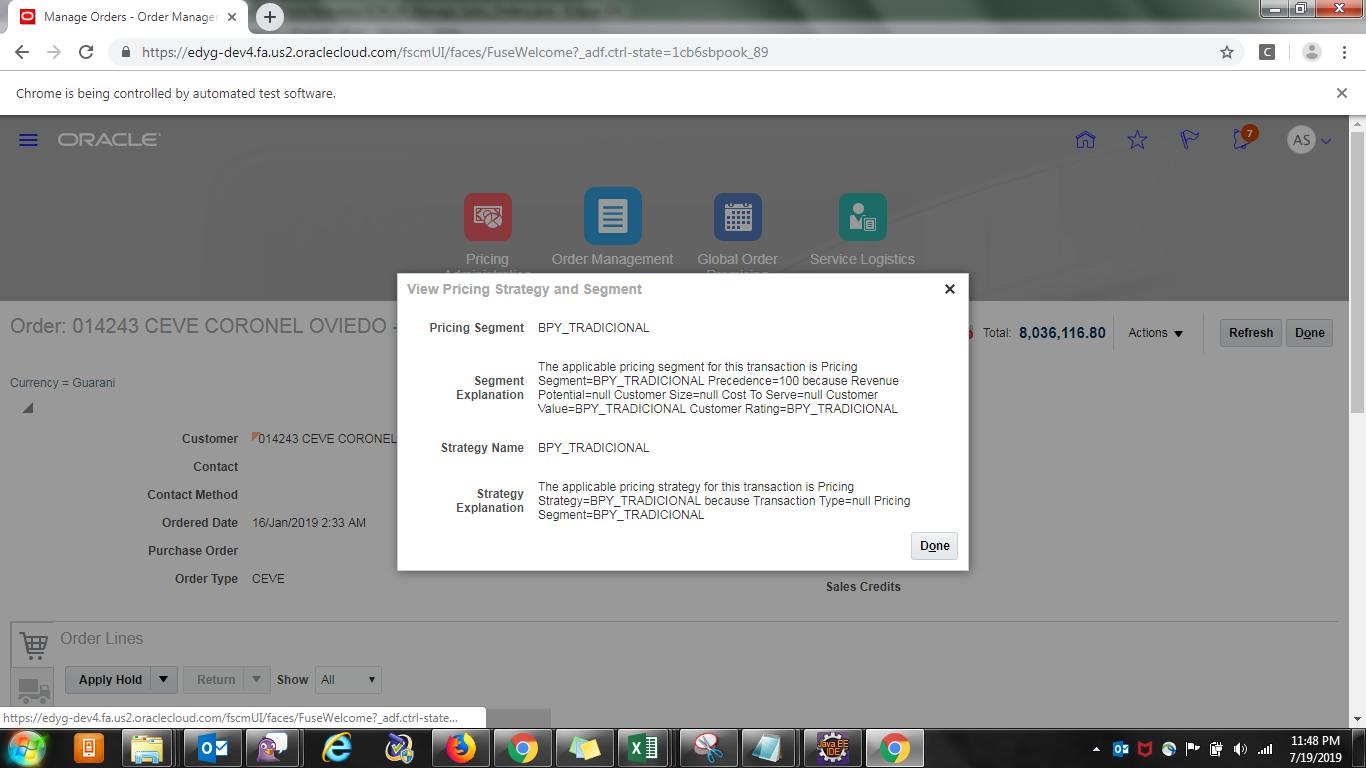 Manage Orders - Order Manager
https://edyg-dev4.fa.us2.oraclecloud.com/fscmUI/faces/FuseWelcome?_adf.ctrl-state=1cb6sbpook_89
C
Chrome is being controlled by automated test software.
ORACLE
7
AS
Pricing
Order Management
Global Order
Service Logistics
View Pricing Strategy and Segment
Pricing Segment BPY_TRADICIONAL
Segment Explanation
The applicable pricing segment for this transaction is Pricing
Segment=BPY_TRADICIONAL Precedence=100 because Revenue
Potential=null Customer Size=null Cost To Serve=null Customer
Value=BPY_TRADICIONAL Customer Rating=BPY_TRADICIONAL
Strategy Name BPY_TRADICIONAL
Strategy Explanation
The applicable pricing strategy for this transaction is Pricing
Strategy=BPY_TRADICIONAL because Transaction Type=null Pricing
Segment=BPY_TRADICIONAL
Done
Order: 014243 CEVE CORONEL OVIEDO -
Total: 8,036,116.80
Actions
Refresh
Done
Currency = Guarani
Customer 014243 CEVE CORONEL
Contact
Contact Method
Ordered Date 16/Jan/2019 2:33 AM
Purchase Order
Order Type CEVE
Sales Credits
Order Lines
Apply Hold
Return
Show All
https://edyg-dev4.fa.us2.oraclecloud.com/fscmUI/faces/FuseWelcome?_adf.ctrl-state...
Java EE
IDE
11:48 PM
7/19/2019